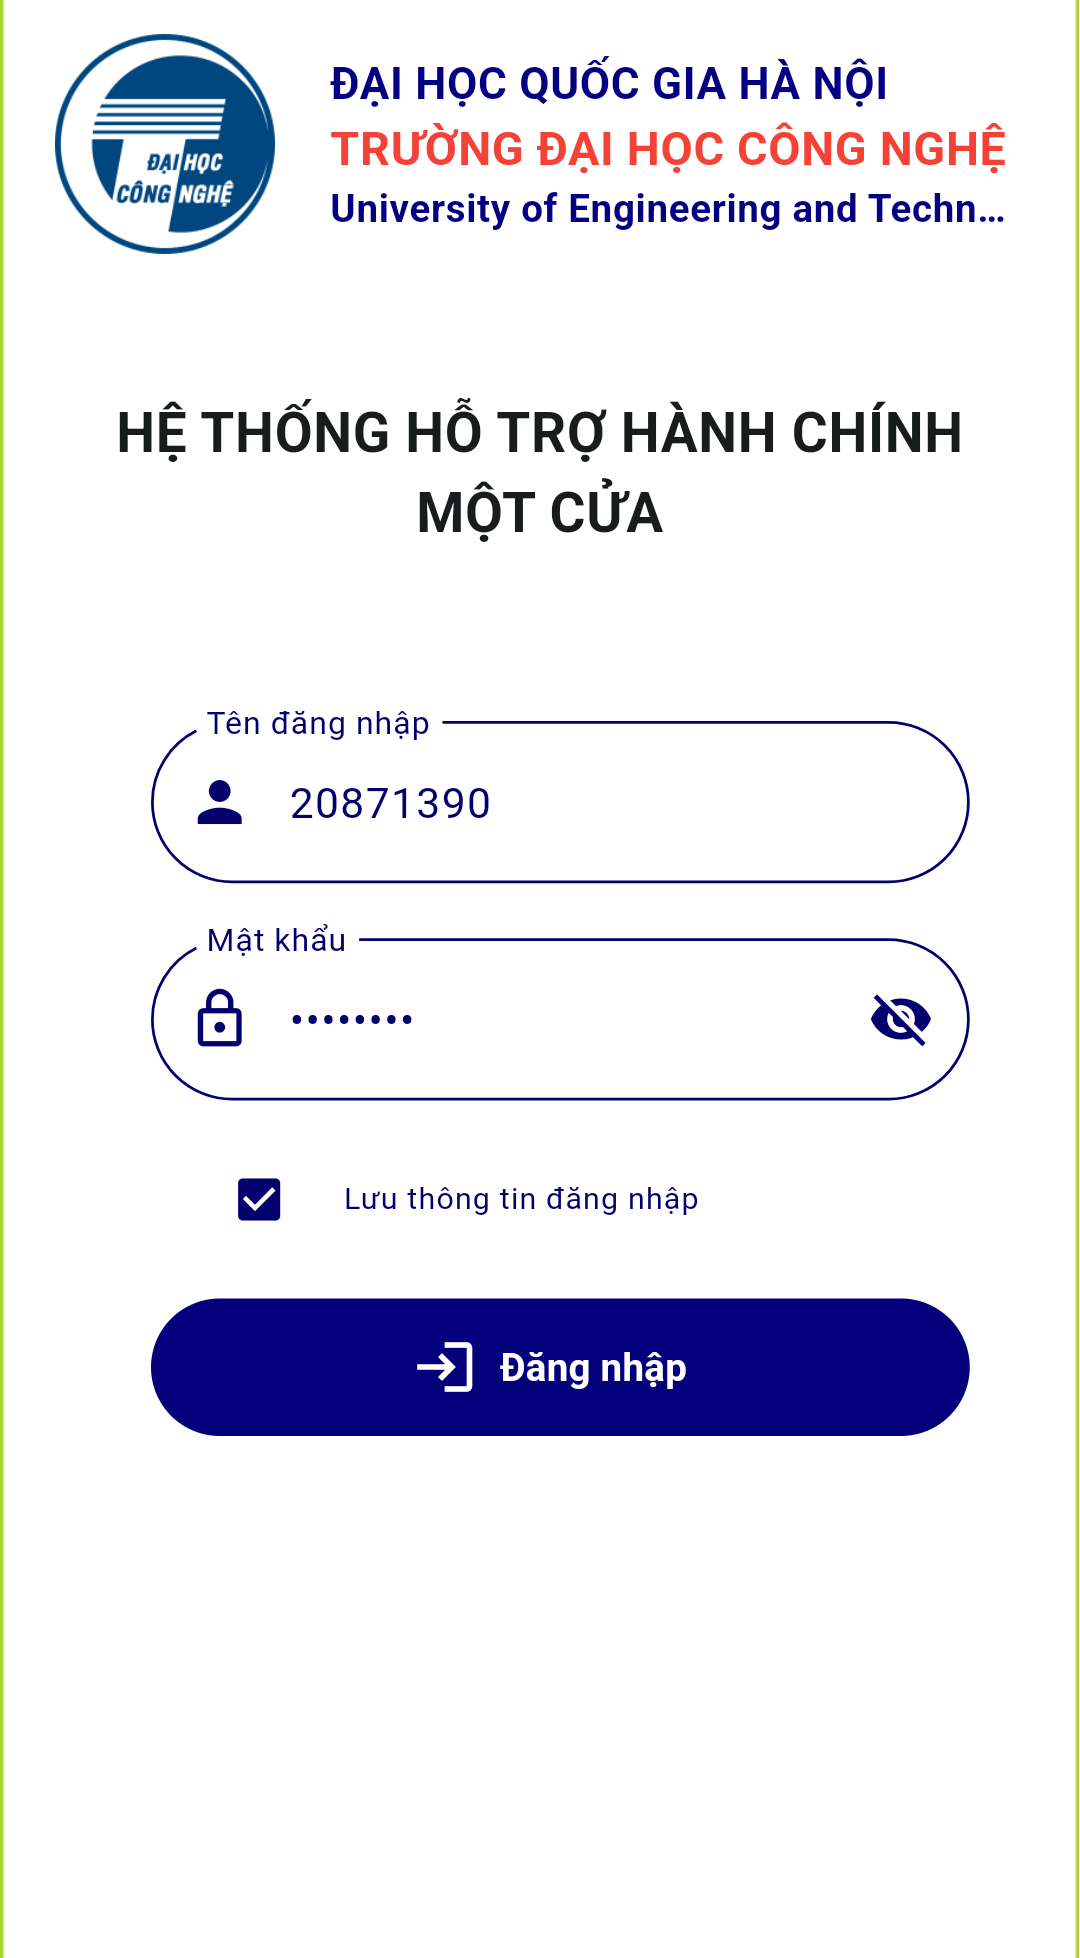 ĐẠI HỌC
CÔNG NGHỆ
ĐẠI HỌC QUỐC GIA HÀ NỘI
TRƯỜNG ĐẠI HỌC CÔNG NGHỆ
University of Engineering and Techn...
HỆ THỐNG HỖ TRỢ HÀNH CHÍNH
MỘT CỬA
Tên đăng nhập
20871390
Mật khẩu
••••••••
Lưu thông tin đăng nhập
Đăng nhập